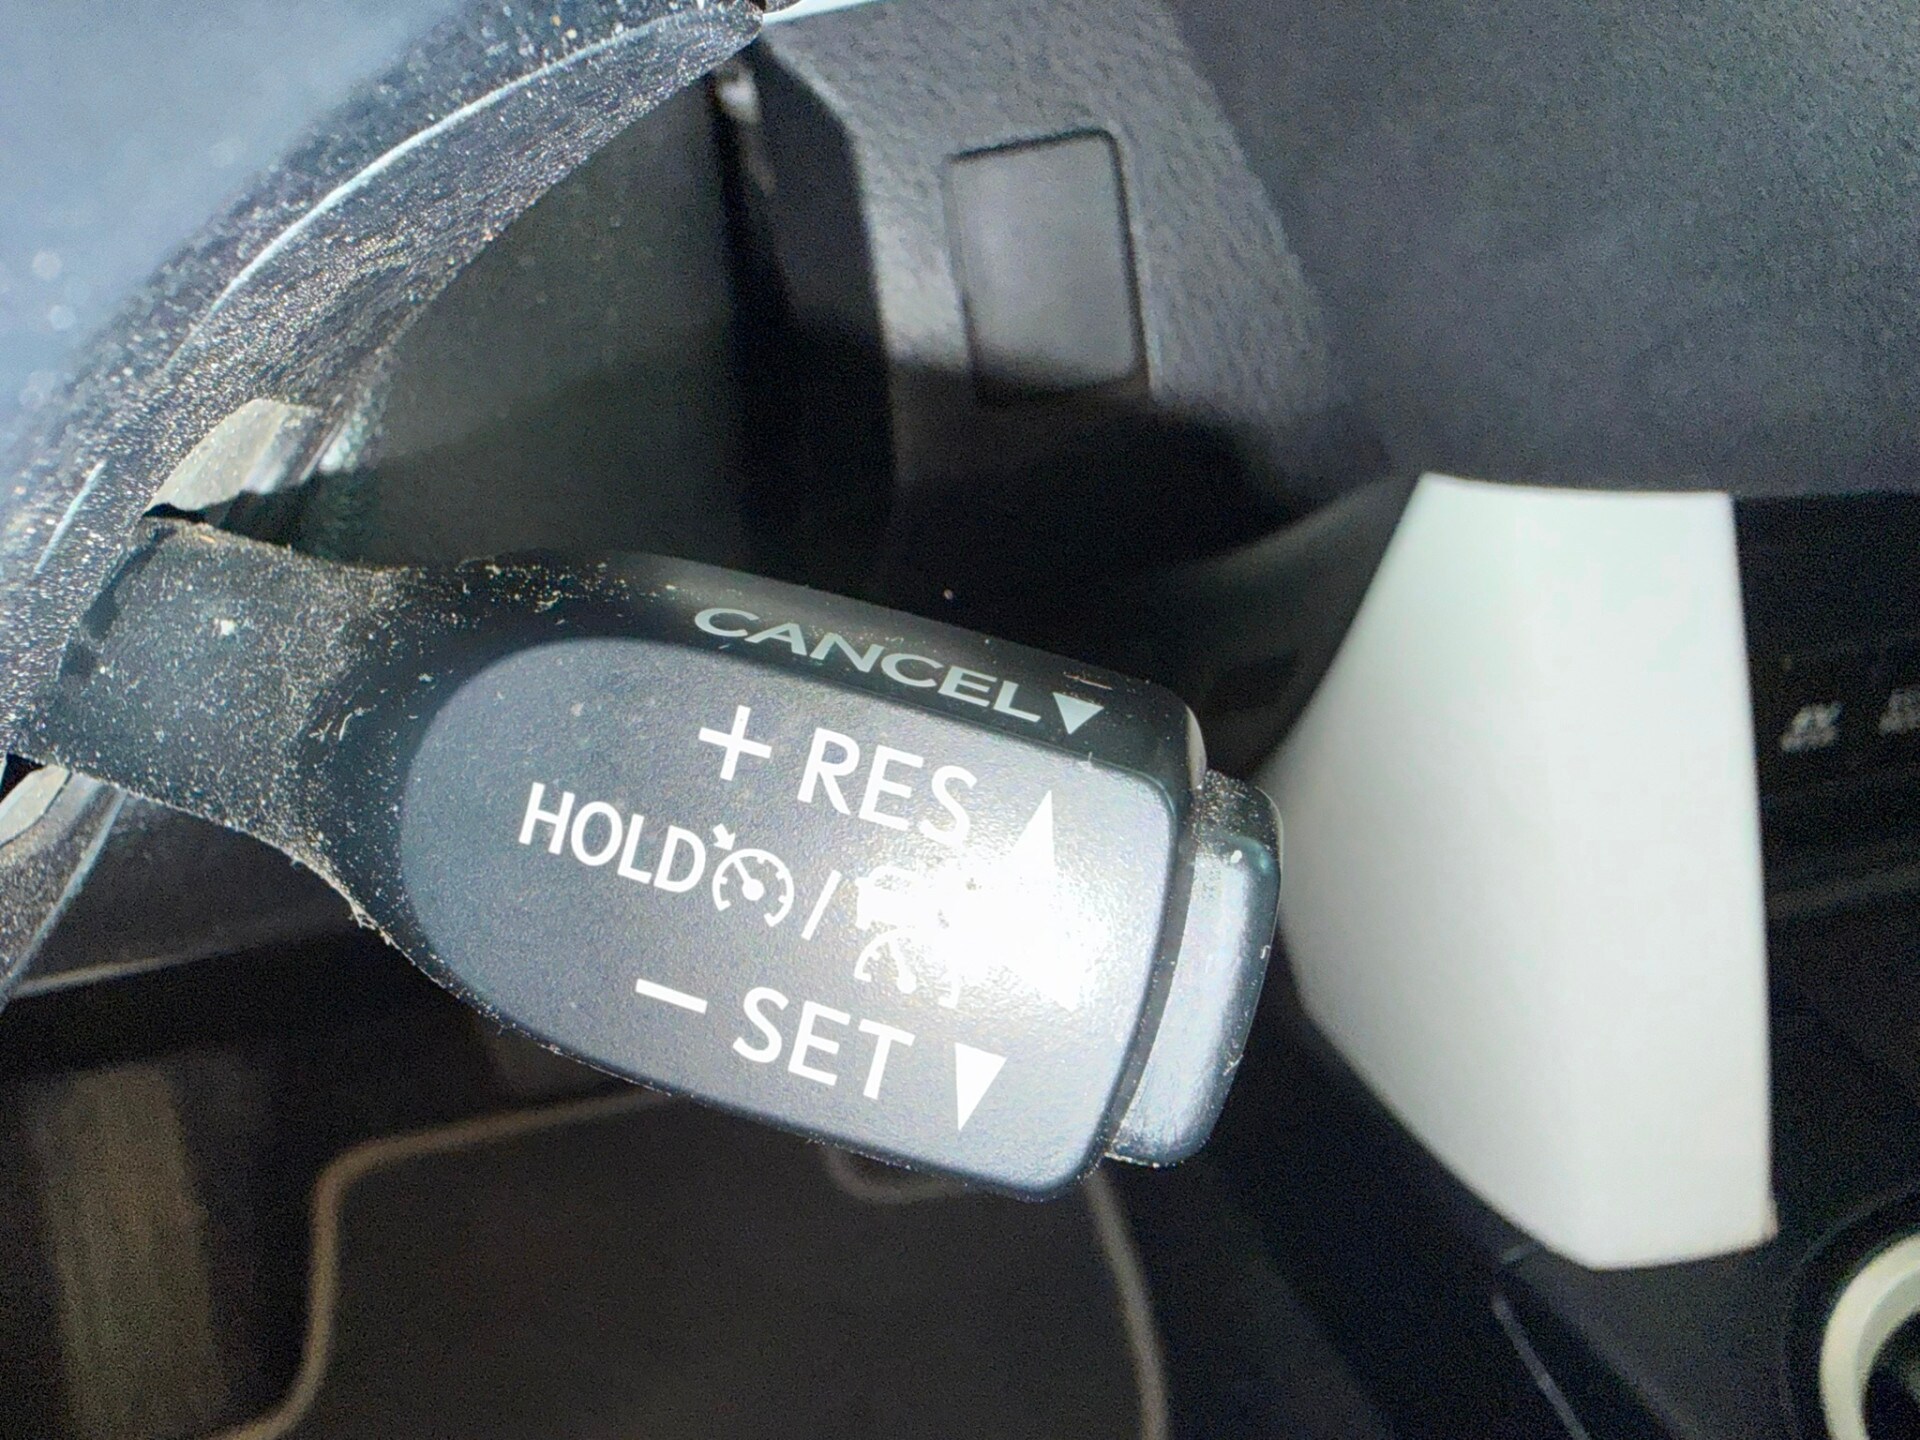 CANCEL▼
+ RES ▲
HOLD /
− SET ▼